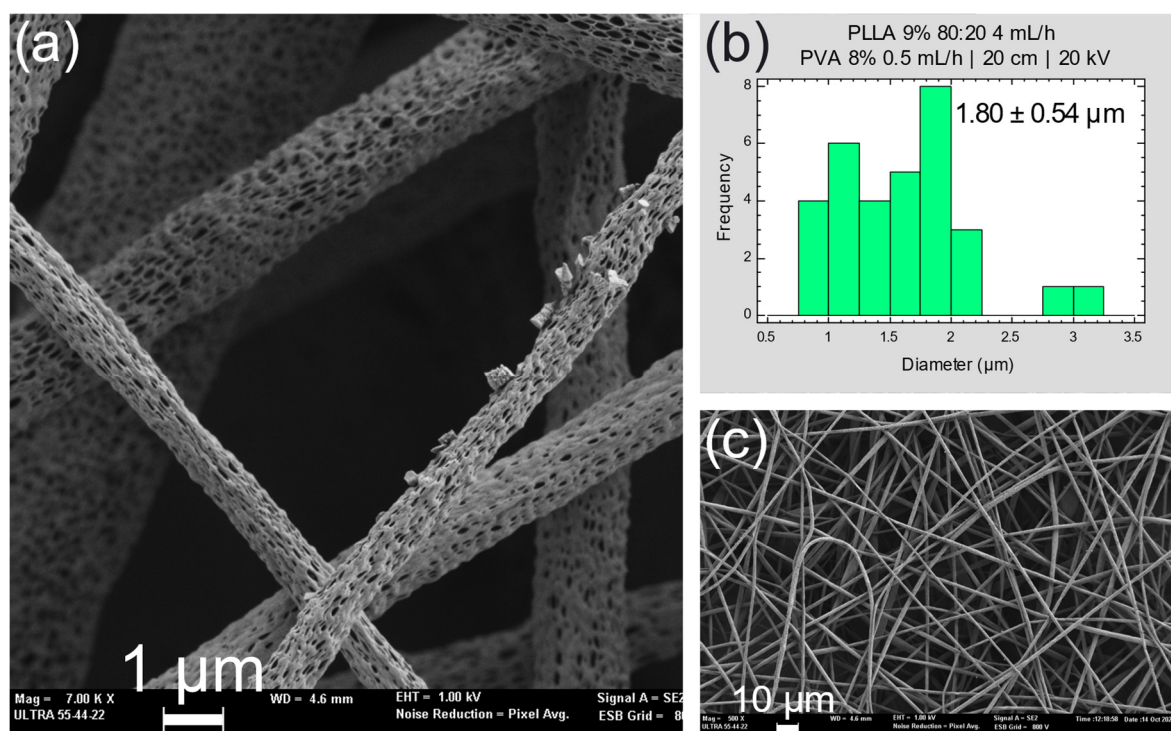 (a)
1 µm
Mag = 7.00 K X
WD = 4.6 mm
EHT = 1.00 kV
Signal A = SE2
ULTRA 55-44-22
Noise Reduction = Pixel Avg.
ESB Grid =
(b)
PLLA 9% 80:20 4 mL/h
PVA 8% 0.5 mL/h | 20 cm | 20 kV
1.80 ± 0.54 µm
8
6
4
2
0
Frequency
0.5 1 1.5 2 2.5 3 3.5
Diameter (µm)
(c)
10 µm
Mag = 500 X
WD = 4.6 mm
EHT = 1.00 kV
Signal A = SE2
Time :12:18:58
Date :14 Oct 202
ULTRA 55-44-22
Noise Reduction = Pixel Avg.
ESB Grid = 800 V